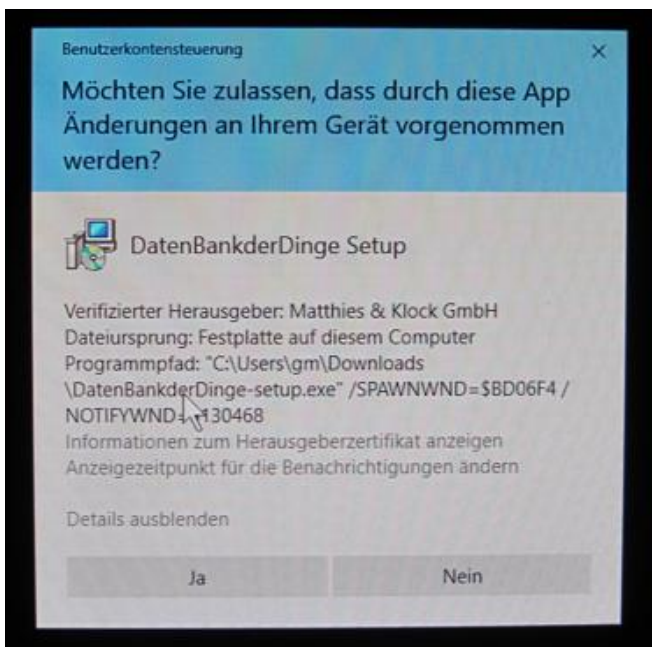 Benutzerkontensteuerung
Möchten Sie zulassen, dass durch diese App
Änderungen an Ihrem Gerät vorgenommen
werden?
DatenBankderDinge Setup
Verifizierter Herausgeber: Matthies & Klock GmbH
Dateiursprung: Festplatte auf diesem Computer
Programmpfad: "C:\Users\gm\Downloads
\DatenBankderDinge-setup.exe" /SPAWNWND=$BD06F4 /
NOTIFYWND= 130468
Informationen zum Herausgeberzertifikat anzeigen
Anzeigezeitpunkt für die Benachrichtigungen ändern
Details ausblenden
Ja
Nein